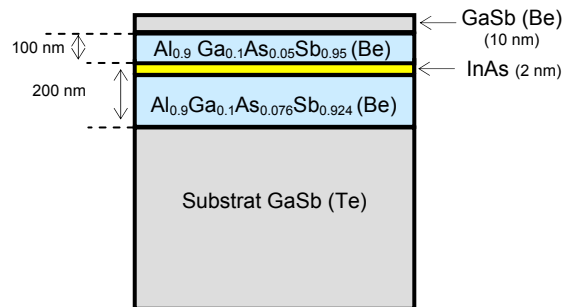 GaSb (Be)
(10 nm)
100 nm
Al0.9 Ga0.1As0.05Sb0.95 (Be)
InAs (2 nm)
200 nm
Al0.9Ga0.1As0.076Sb0.924 (Be)
Substrat GaSb (Te)